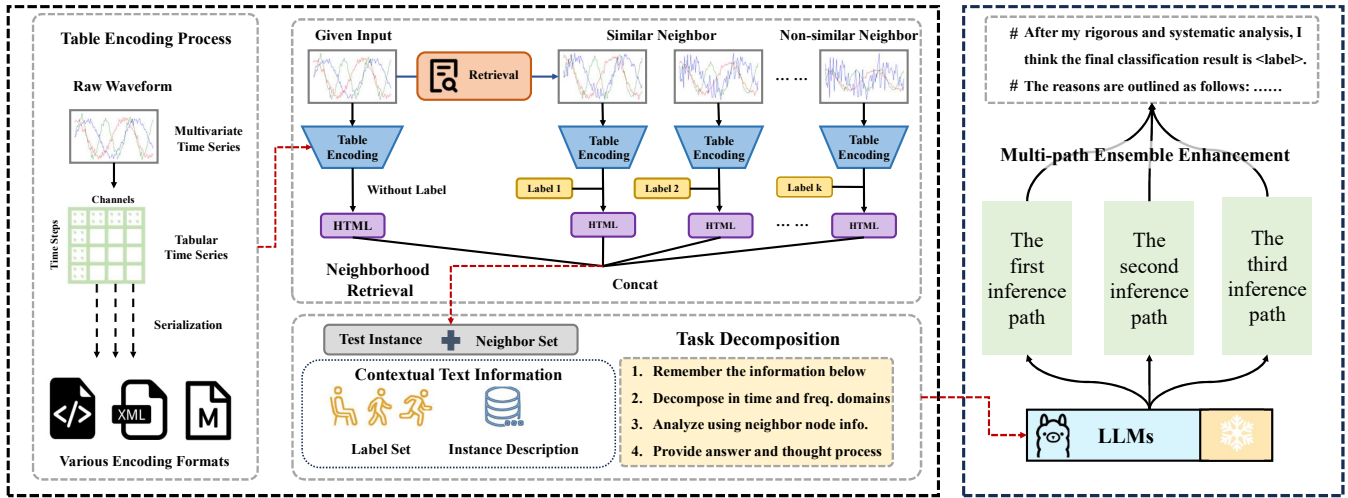 Table Encoding Process
Raw Waveform
Multivariate
Time Series
Channels
Time Steps
Tabular
Time Series
Serialization
</>
XML
M
Various Encoding Formats
Given Input
Similar Neighbor
Non-similar Neighbor
Retrieval
... ...
Table
Encoding
Table
Encoding
Table
Encoding
Table
Encoding
Without Label
Label 1
Label 2
Label k
HTML
HTML
HTML
... ...
HTML
Neighborhood
Retrieval
Concat
Test Instance
Neighbor Set
Contextual Text Information
Label Set
Instance Description
Task Decomposition
1. Remember the information below
2. Decompose in time and freq. domains
3. Analyze using neighbor node info.
4. Provide answer and thought process
# After my rigorous and systematic analysis, I
think the final classification result is <label>.
# The reasons are outlined as follows: ……
Multi-path Ensemble Enhancement
The
first
inference
path
The
second
inference
path
The
third
inference
path
LLMs